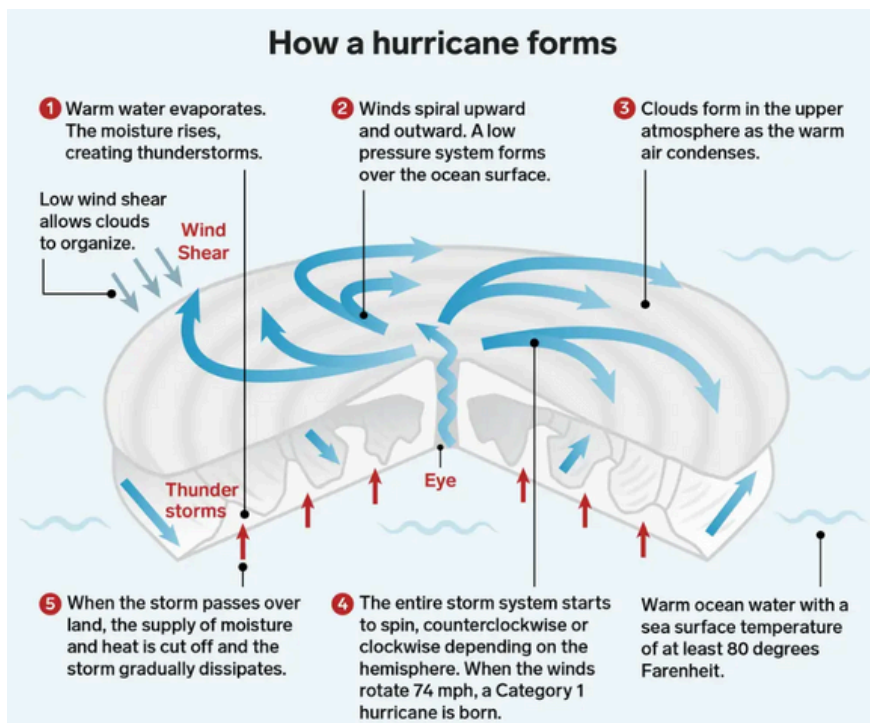 How a hurricane forms
1 Warm water evaporates.
The moisture rises,
creating thunderstorms.
2 Winds spiral upward
and outward. A low
pressure system forms
over the ocean surface.
3 Clouds form in the upper
atmosphere as the warm
air condenses.
Low wind shear
allows clouds
to organize.
Wind
Shear
Thunder
storms
Eye
5 When the storm passes over
land, the supply of moisture
and heat is cut off and the
storm gradually dissipates.
4 The entire storm system starts
to spin, counterclockwise or
clockwise depending on the
hemisphere. When the winds
rotate 74 mph, a Category 1
hurricane is born.
Warm ocean water with a
sea surface temperature
of at least 80 degrees
Farenheit.